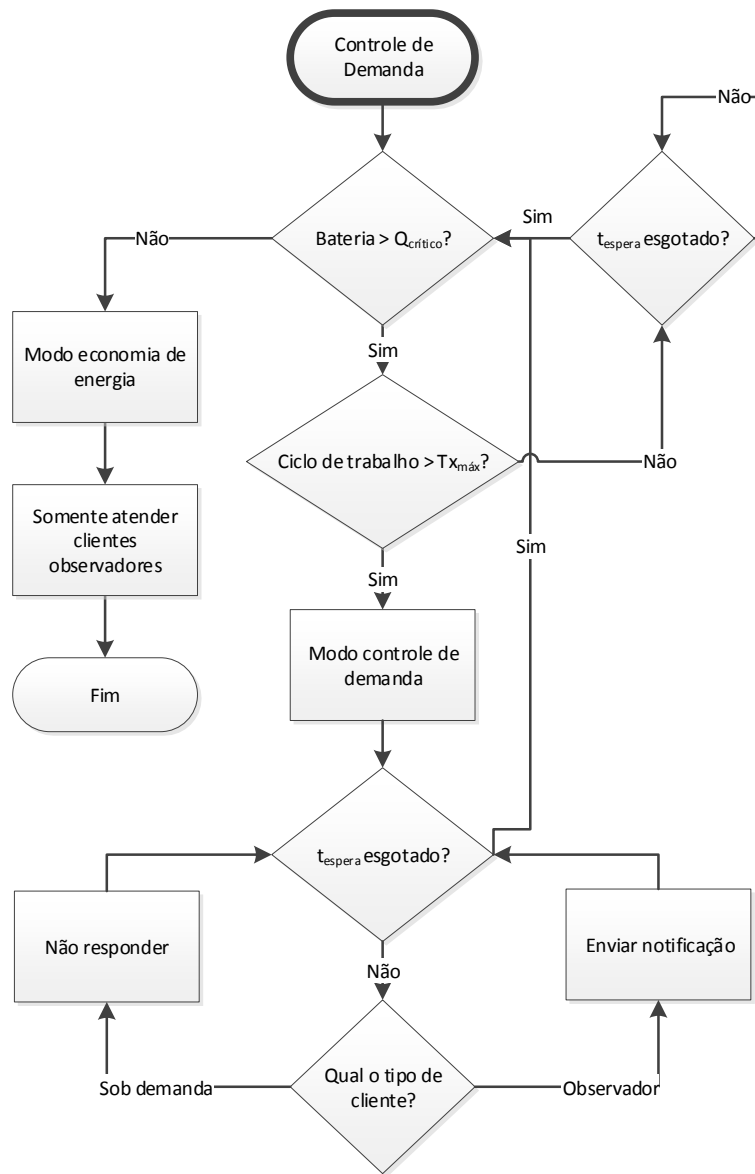 Controle de
Demanda
Não
Sim
Bateria > Qcrítico?
tespera esgotado?
Não
Modo economia de
energia
Sim
Ciclo de trabalho > Txmáx?
Não
Somente atender
clientes
observadores
Sim
Sim
Modo controle de
demanda
Fim
tespera esgotado?
Não responder
Enviar notificação
Não
Qual o tipo de
cliente?
Sob demanda
Observador